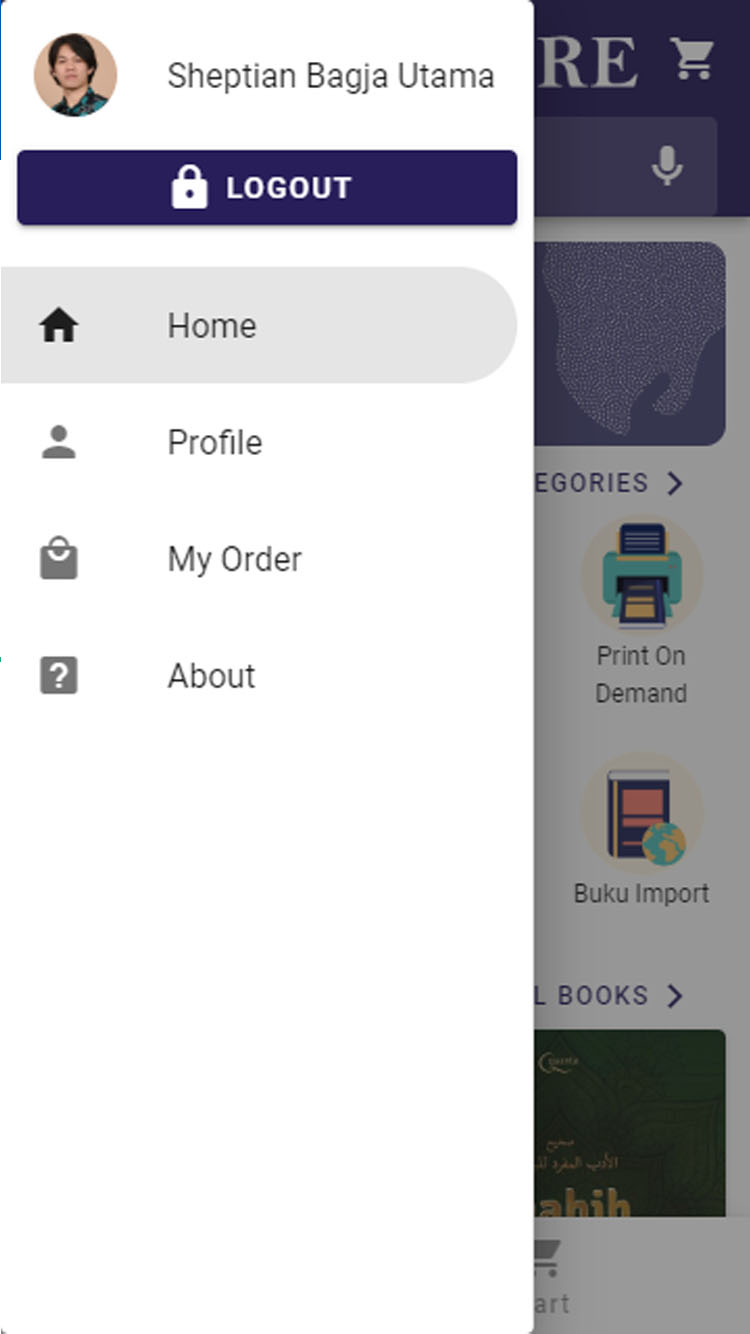 Sheptian Bagja Utama
RE
LOGOUT
Home
Profile
EGORIES
My Order
Print On
Demand
About
Buku Import
L BOOKS
صحيح
ahih
art